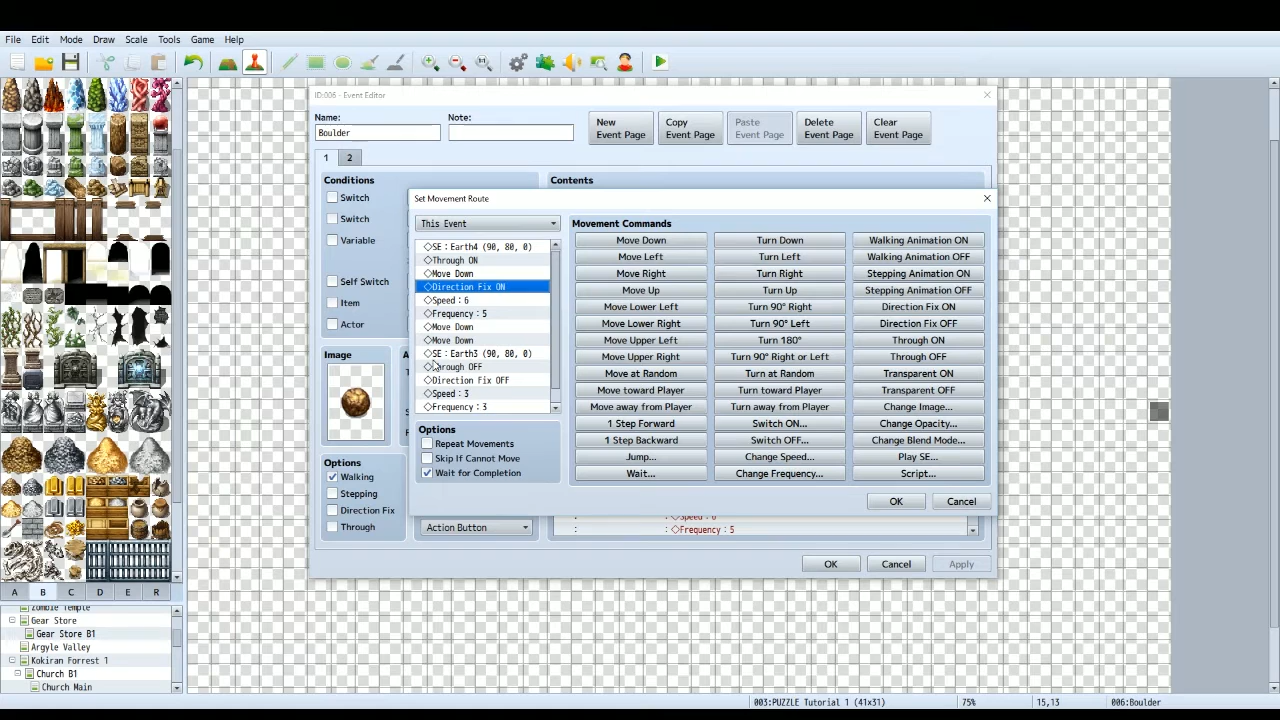 File Edit Mode Draw Scale Tools Game Help
ID:006 - Event Editor
Name: Note:
Boulder
New Event Page
Copy Event Page
Paste Event Page
Delete Event Page
Clear Event Page
1 2
Conditions
Switch
Switch
Variable
Self Switch
Item
Actor
Image
Options
Walking
Stepping
Direction Fix
Through
Action Button
Contents
: : ◇Speed : 6
: : ◇Frequency : 5
OK Cancel Apply
Set Movement Route
This Event
◇SE : Earth4 (90, 80, 0)
◇Through ON
◇Move Down
◇Direction Fix ON
◇Speed : 6
◇Frequency : 5
◇Move Down
◇Move Down
◇SE : Earth3 (90, 80, 0)
◇Through OFF
◇Direction Fix OFF
◇Speed : 3
◇Frequency : 3
Options
Repeat Movements
Skip If Cannot Move
Wait for Completion
Movement Commands
Move Down Turn Down Walking Animation ON
Move Left Turn Left Walking Animation OFF
Move Right Turn Right Stepping Animation ON
Move Up Turn Up Stepping Animation OFF
Move Lower Left Turn 90° Right Direction Fix ON
Move Lower Right Turn 90° Left Direction Fix OFF
Move Upper Left Turn 180° Through ON
Move Upper Right Turn 90° Right or Left Through OFF
Move at Random Turn at Random Transparent ON
Move toward Player Turn toward Player Transparent OFF
Move away from Player Turn away from Player Change Image...
1 Step Forward Switch ON... Change Opacity...
1 Step Backward Switch OFF... Change Blend Mode...
Jump... Change Speed... Play SE...
Wait... Change Frequency... Script...
OK Cancel
A B C D E R
Zombie Temple
Gear Store
Gear Store B1
Argyle Valley
Kokiran Forrest 1
Church B1
Church Main
003:PUZZLE Tutorial 1 (41x31) 75% 15,13 006:Boulder